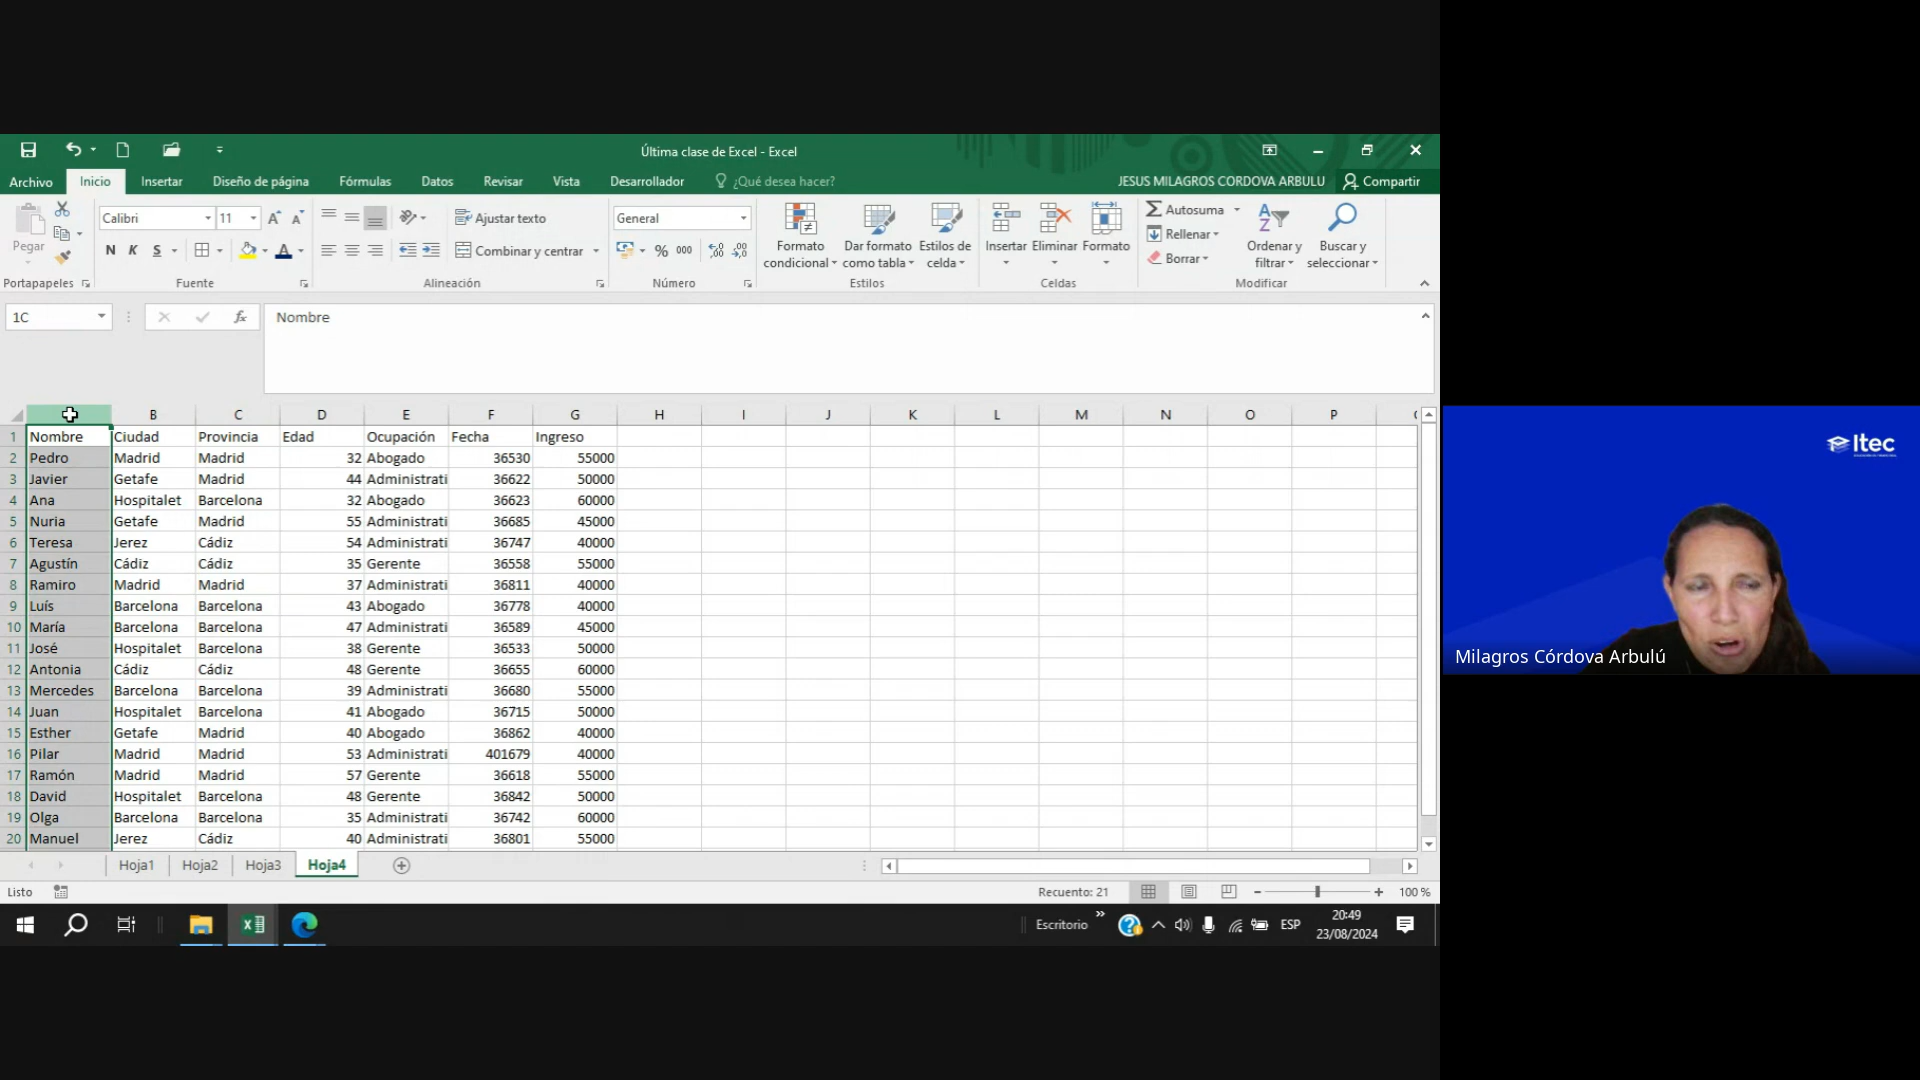 Última clase de Excel - Excel
Archivo Inicio Insertar Diseño de página Fórmulas Datos Revisar Vista Desarrollador ¿Qué desea hacer? JESUS MILAGROS CORDOVA ARBULU Compartir
Pegar
Portapapeles
Calibri 11
N K S
Fuente
Ajustar texto
Combinar y centrar
Alineación
General
% 000
Número
Formato condicional
Dar formato como tabla
Estilos de celda
Estilos
Insertar Eliminar Formato
Celdas
Autosuma
Rellenar
Borrar
Ordenar y filtrar
Buscar y seleccionar
Modificar
1C fx Nombre
B C D E F G H I J K L M N O P
1 Nombre Ciudad Provincia Edad Ocupación Fecha Ingreso
2 Pedro Madrid Madrid 32 Abogado 36530 55000
3 Javier Getafe Madrid 44 Administrati 36622 50000
4 Ana Hospitalet Barcelona 32 Abogado 36623 60000
5 Nuria Getafe Madrid 55 Administrati 36685 45000
6 Teresa Jerez Cádiz 54 Administrati 36747 40000
7 Agustín Cádiz Cádiz 35 Gerente 36558 55000
8 Ramiro Madrid Madrid 37 Administrati 36811 40000
9 Luís Barcelona Barcelona 43 Abogado 36778 40000
10 María Barcelona Barcelona 47 Administrati 36589 45000
11 José Hospitalet Barcelona 38 Gerente 36533 50000
12 Antonia Cádiz Cádiz 48 Gerente 36655 60000
13 Mercedes Barcelona Barcelona 39 Administrati 36680 55000
14 Juan Hospitalet Barcelona 41 Abogado 36715 50000
15 Esther Getafe Madrid 40 Abogado 36862 40000
16 Pilar Madrid Madrid 53 Administrati 401679 40000
17 Ramón Madrid Madrid 57 Gerente 36618 55000
18 David Hospitalet Barcelona 48 Gerente 36842 50000
19 Olga Barcelona Barcelona 35 Administrati 36742 60000
20 Manuel Jerez Cádiz 40 Administrati 36801 55000
Hoja1 Hoja2 Hoja3 Hoja4
Listo Recuento: 21 100 %
Escritorio ESP 20:49
23/08/2024
Itec
Milagros Córdova Arbulú